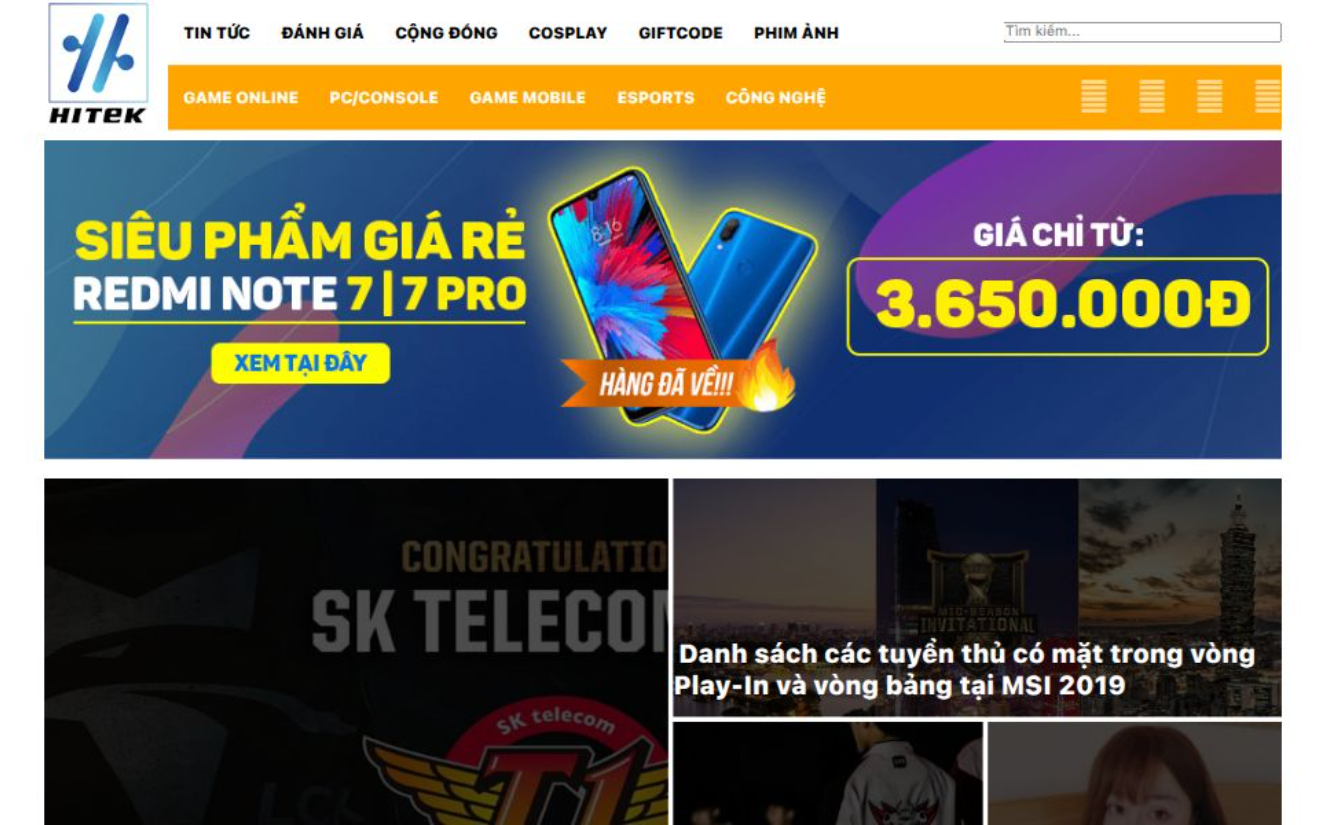 TIN TỨC ĐÁNH GIÁ CỘNG ĐỒNG COSPLAY GIFTCODE PHIM ẢNH
Tìm kiếm...
HITEK
GAME ONLINE PC/CONSOLE GAME MOBILE ESPORTS CÔNG NGHỆ
SIÊU PHẨM GIÁ RẺ
REDMI NOTE 7|7 PRO
XEM TẠI ĐÂY
8:16
HÀNG ĐÃ VỀ!!!
GIÁ CHỈ TỪ:
3.650.000Đ
CONGRATULATIO
SK TELECOM
SK telecom
T1
MID-SEASON
INVITATIONAL
Danh sách các tuyển thủ có mặt trong vòng
Play-In và vòng bảng tại MSI 2019